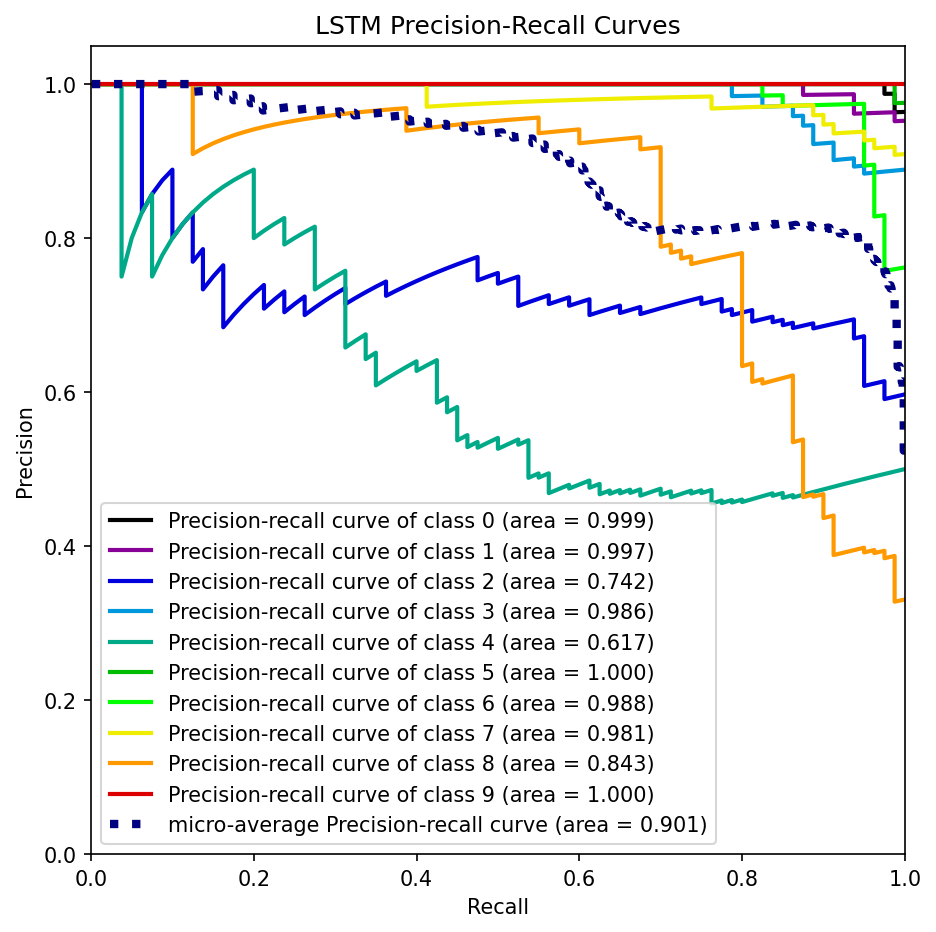 LSTM Precision-Recall Curves
1.0
0.8
0.6
0.4
0.2
0.0
Precision
Precision-recall curve of class 0 (area = 0.999)
Precision-recall curve of class 1 (area = 0.997)
Precision-recall curve of class 2 (area = 0.742)
Precision-recall curve of class 3 (area = 0.986)
Precision-recall curve of class 4 (area = 0.617)
Precision-recall curve of class 5 (area = 1.000)
Precision-recall curve of class 6 (area = 0.988)
Precision-recall curve of class 7 (area = 0.981)
Precision-recall curve of class 8 (area = 0.843)
Precision-recall curve of class 9 (area = 1.000)
micro-average Precision-recall curve (area = 0.901)
0.0 0.2 0.4 0.6 0.8 1.0
Recall